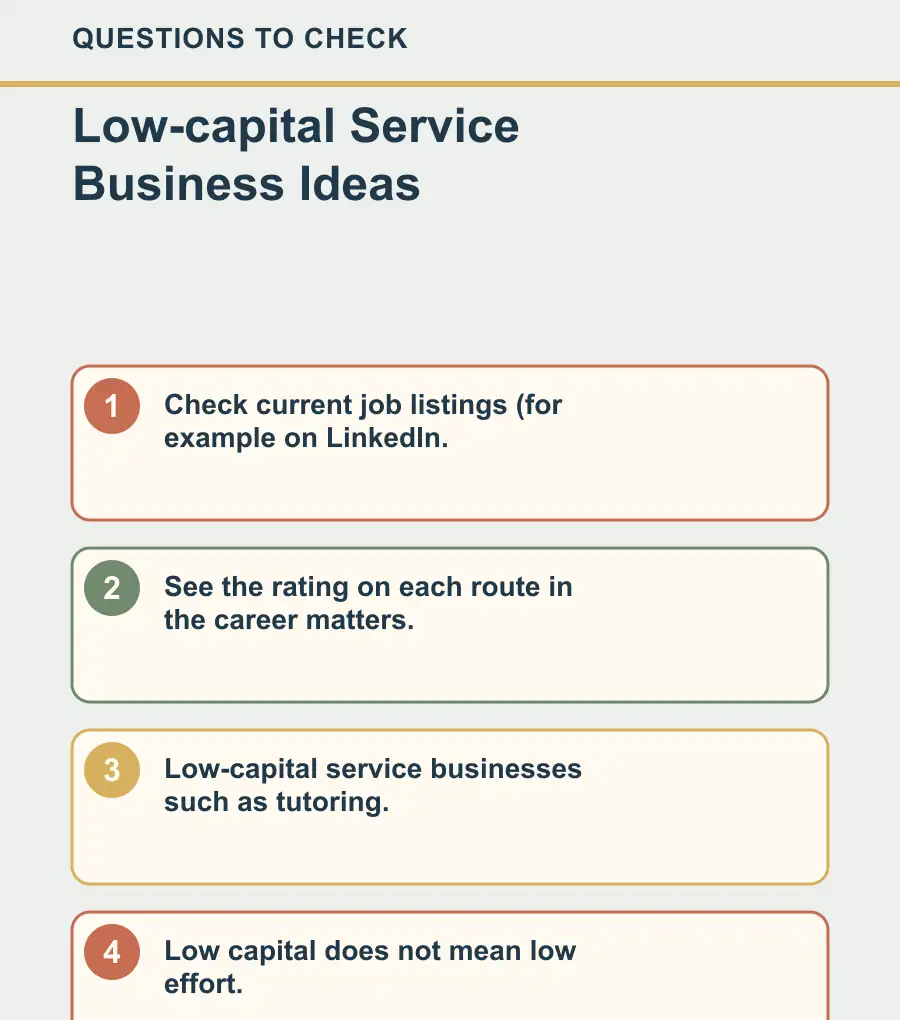 QUESTIONS TO CHECK
Low-capital Service
Business Ideas
1
Check current job listings (for
example on LinkedIn.
2
See the rating on each route in
the career matters.
3
Low-capital service businesses
such as tutoring.
4
Low capital does not mean low
effort.